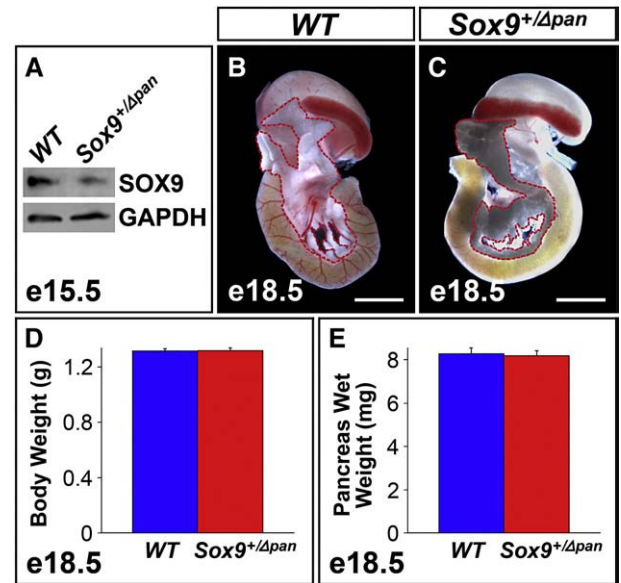 WT
Sox9+/Δpan
A
WT
Sox9+/Δpan
SOX9
GAPDH
e15.5
B
e18.5
C
e18.5
D
Body Weight (g)
1.2
0.8
0.4
0
WT
Sox9+/Δpan
e18.5
E
Pancreas Wet
Weight (mg)
8
6
4
2
0
WT
Sox9+/Δpan
e18.5